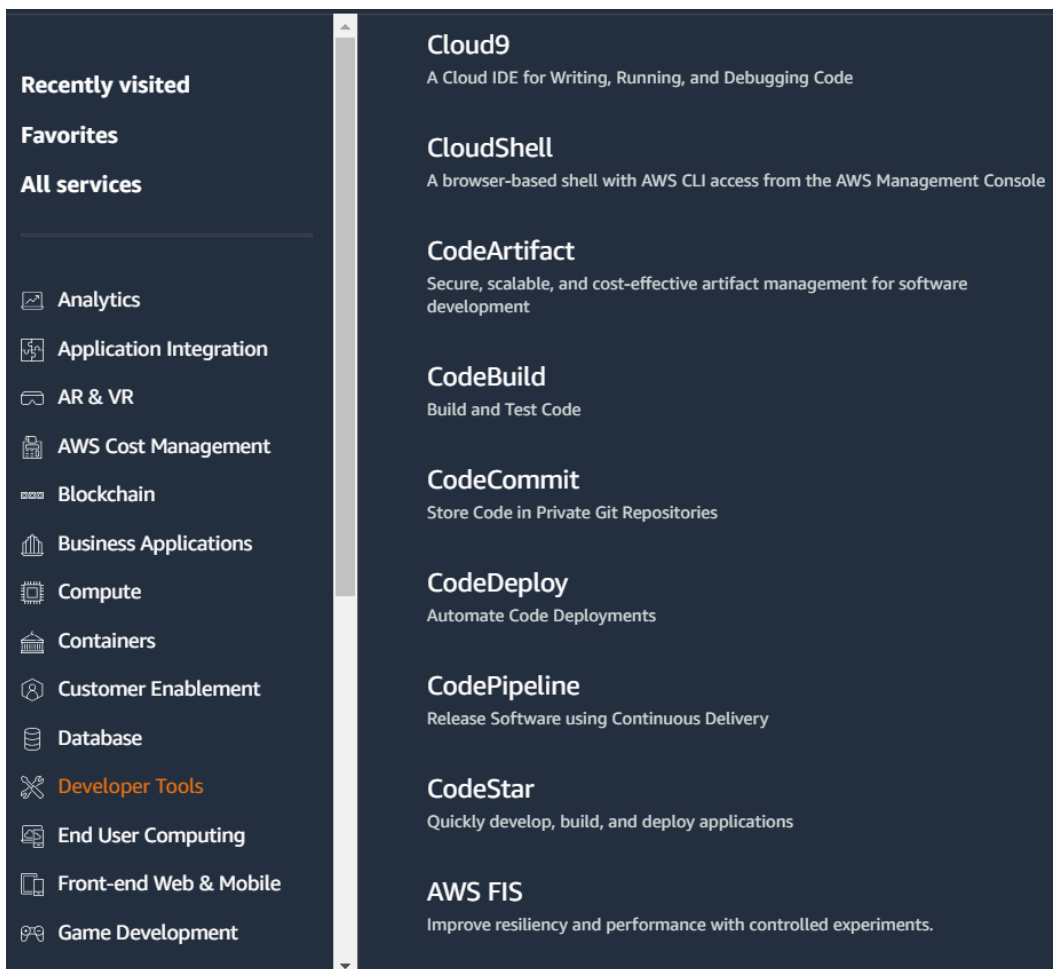 Recently visited
Favorites
All services
Analytics
Application Integration
AR & VR
AWS Cost Management
Blockchain
Business Applications
Compute
Containers
Customer Enablement
Database
Developer Tools
End User Computing
Front-end Web & Mobile
Game Development
Cloud9
A Cloud IDE for Writing, Running, and Debugging Code
CloudShell
A browser-based shell with AWS CLI access from the AWS Management Console
CodeArtifact
Secure, scalable, and cost-effective artifact management for software
development
CodeBuild
Build and Test Code
CodeCommit
Store Code in Private Git Repositories
CodeDeploy
Automate Code Deployments
CodePipeline
Release Software using Continuous Delivery
CodeStar
Quickly develop, build, and deploy applications
AWS FIS
Improve resiliency and performance with controlled experiments.